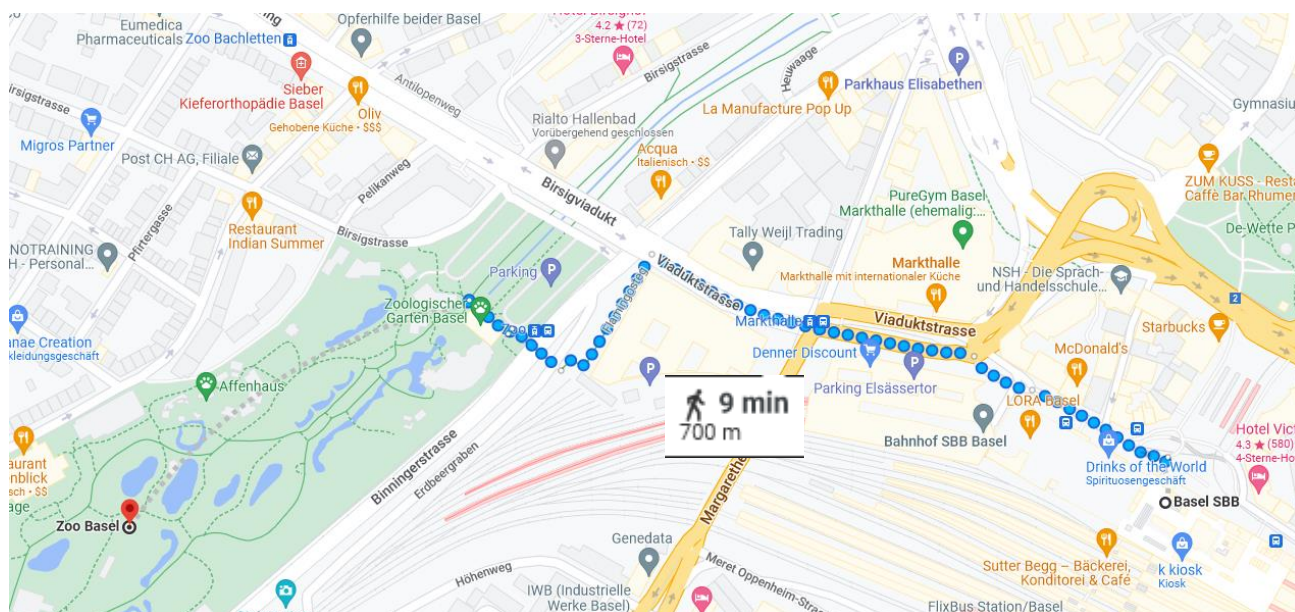 Eumedica
Pharmaceuticals
Zoo Bachletten
Opferhilfe beider Basel
4.2 ★ (72)
3-Sterne-Hotel
Birsigstrasse
Heuwaage
Parkhaus Elisabethen
Gymnasiu
Sieber
Kieferorthopädie Basel
Antilopenweg
Oliv
Gehobene Küche • $$$
La Manufacture Pop Up
Birsigstrasse
Migros Partner
Post CH AG, Filiale
Rialto Hallenbad
Vorübergehend geschlossen
Acqua
Italienisch • $$
Pelikanweg
Birsigviadukt
PureGym Basel
Markthalle (ehemalig:...
ZUM KUSS - Resta
Caffè Bar Rhumer
De-Wette P
Restaurant
Indian Summer
Pfirtergasse
Birsigstrasse
NOTRAINING
H - Personal...
Tally Weijl Trading
Markthalle
Markthalle mit internationaler Küche
NSH - Die Sprach-
und Handelsschule...
Parking
Viaduktstrasse
2
Zoologischer
Garten Basel
Zoo
Markthalle
Viaduktstrasse
Starbucks
anae Creation
kleidungsgeschäft
Denner Discount
McDonald's
Affenhaus
Parking Elsässertor
LORA Basel
9 min
700 m
Bahnhof SBB Basel
Hotel Vict
4.3 ★ (580)
4-Sterne-Ho
Drinks of the World
Spirituosengeschäft
Binningerstrasse
Erdbeergraben
Margarethe
Basel SBB
Zoo Basel
Genedata
Höhenweg
IWB (Industrielle
Werke Basel)
Meret Oppenheim-Stra
Sutter Begg – Bäckerei,
Konditorei & Café
k kiosk
Kiosk
FlixBus Station/Basel